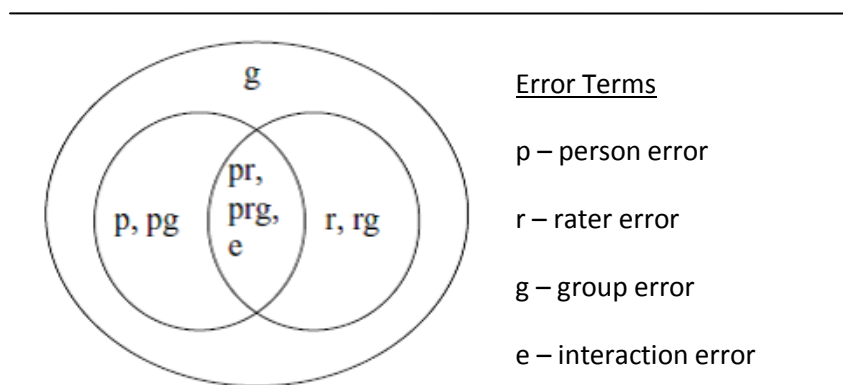 g
pr,
prg,
e
p, pg
r, rg
Error Terms
p – person error
r – rater error
g – group error
e – interaction error